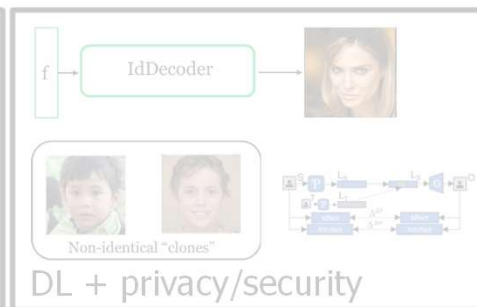 f
IdDecoder
Non-identical “clones”
DL + privacy/security